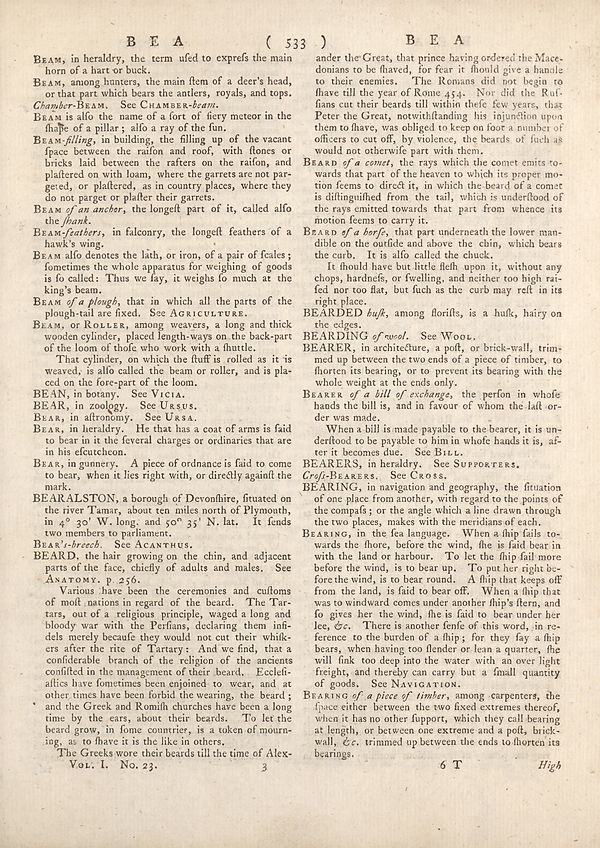 B E A ( 533 ) B E A
Beam, in heraldry, the term uſed to expreſs the main
horn of a hart or buck.
Beam, among hunters, the main ſtem of a deer's head,
or that part which bears the antlers, royals, and tops.
Chamber-Beam. See Chamber-beam.
Beam is alſo the name of a ſort of fiery meteor in the
ſhape of a pillar; alſo a ray of the ſun.
Beam-filling, in building, the filling up of the vacant
ſpace between the raiſon and roof, with ſtones or
bricks laid between the rafters on the raiſon, and
plaſtered on with loam, where the garrets are not par-
geted, or plaſtered, as in country places, where they
do not parget or plaſter their garrets.
Beam of an anchor, the longeſt part of it, called alſo
the ſhank.
Beam-feathers, in falconry, the longeſt feathers of a
hawk's wing.
Beam alſo denotes the lath, or iron, of a pair of ſcales;
ſometimes the whole apparatus for weighing of goods
is ſo called: Thus we ſay, it weighs ſo much at the
king's beam.
Beam of a plough, that in which all the parts of the
plough-tail are fixed. See Agriculture.
Beam, or Roller, among weavers, a long and thick
wooden cylinder, placed length-ways on the back-part
of the loom of thoſe who work with a ſhuttle.
That cylinder, on which the ſtuff is rolled as it is
weaved, is alſo called the beam or roller, and is pla-
ced on the fore-part of the loom.
BEAN, in botany. See Vicia.
BEAR, in zoology. See Ursus.
Bear, in aſtronomy. See Ursa.
Bear, in heraldry. He that has a coat of arms is ſaid
to bear in it the ſeveral charges or ordinaries that are
in his eſcutcheon.
Bear, in gunnery. A piece of ordnance is ſaid to come
to bear, when it lies right with, or directly againſt the
mark.
BEARALSTON, a borough of Devonſhire, ſituated on
the river Tamar, about ten miles north of Plymouth,
in 4° 30' W. long. and 50° 35' N. lat. It ſends
two members to parliament.
Bear's-breech. See Acanthus.
BEARD, the hair growing on the chin, and adjacent
parts of the face, chiefly of adults and males. See
Anatomy. p. 256.
Various have been the ceremonies and cuſtoms
of moſt nations in regard of the beard. The Tar-
tars, out of a religious principle, waged a long and
bloody war with the Perſians, declaring them infi-
dels merely becauſe they would not cut their whiſk-
ers after the rite of Tartary: And we find, that a
conſiderable branch of the religion of the ancients
conſiſted in the management of their beard. Eccleſi-
aſtics have ſometimes been enjoined to wear, and at
other times have been forbid the wearing, the beard;
and the Greek and Romiſh churches have been a long
time by the ears, about their beards. To let the
beard grow, in ſome countrier, is a token of mourn-
ing, as to ſhave it is the like in others.
The Greeks wore their beards till the time of Alex-
Vol. I. No. 23. 3
ander the Great, that prince having ordered the Mace-
donians to be ſhaved, for fear it ſhould give a handle
to their enemies. The Romans did not begin to
ſhave till the year of Rome 454. Nor did the Ruſ-
ſians cut their beards till within theſe few years, that
Peter the Great, notwithſtanding his injunction upon
them to ſhave, was obliged to keep on foot a number of
officers to cut off, by violence, the beards of ſuch as
would not otherwiſe part with them.
Beard of a comet, the rays which the comet emits to-
wards that part of the heaven to which its proper mo-
tion ſeems to direct it, in which the beard of a comet
is diſtinguiſhed from the tail, which is underſtood of
the rays emitted towards that part from whence its
motion ſeems to carry it.
Beard of a horſe, that part underneath the lower man-
dible on the outſide and above the chin, which bears
the curb. It is alſo called the chuck.
It ſhould have but little fleſh upon it, without any
chops, hardneſs, or ſwelling, and neither too high rai-
ſed nor too flat, but ſuch as the curb may reſt in its
right place.
BEARDED huſk, among floriſts, is a huſk, hairy on
the edges.
BEARDING of wool. See Wool.
BEARER, in architecture, a poſt, or brick-wall, trim-
med up between the two ends of a piece of timber, to
ſhorten its bearing, or to prevent its bearing with the
whole weight at the ends only.
Bearer of a bill of exchange, the perſon in whoſe
hands the bill is, and in favour of whom the laſt or-
der was made.
When a bill is made payable to the bearer, it is un-
derſtood to be payable to him in whoſe hands it is, af-
ter it becomes due. See Bill.
BEARERS, in heraldry. See Supporters.
Croſs-Bearers. See Cross.
BEARING, in navigation and geography, the ſituation
of one place from another, with regard to the points of
the compaſs; or the angle which a line drawn through
the two places, makes with the meridians of each.
Bearing, in the ſea language. When a ſhip ſails to-
wards the ſhore, before the wind, ſhe is ſaid bear in
with the land or harbour. To let the ſhip ſail more
before the wind, is to bear up. To put her right be-
fore the wind, is to bear round. A ſhip that keeps off
from the land, is ſaid to bear off. When a ſhip that
was to windward comes under another ſhip's ſtern, and
ſo gives her the wind, ſhe is ſaid to bear under her
lee, &c. There is another ſenſe of this word, in re-
ference to the burden of a ſhip; for they ſay a ſhip
bears, when having too ſlender or lean a quarter, ſhe
will ſink too deep into the water with an over light
freight, and thereby can carry but a ſmall quantity
of goods. See Navigation.
Bearing of a piece of timber, among carpenters, the
ſpace either between the two fixed extremes thereof,
when it has no other ſupport, which they call bearing
at length, or between one extreme and a poſt, brick-
wall, &c. trimmed up between the ends to ſhorten its
bearings.
6 T High